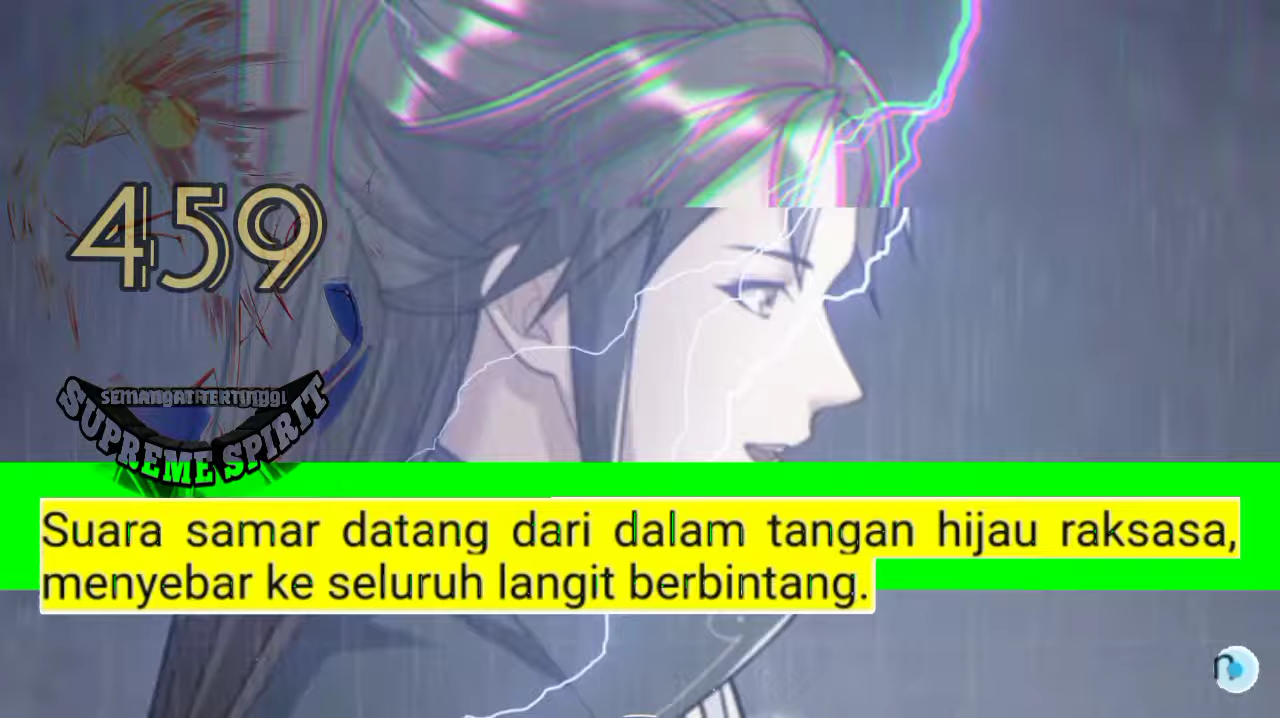 459
SEMANGAT TERTINGGI
SUPREME SPIRIT
Suara samar datang dari dalam tangan hijau raksasa,
menyebar ke seluruh langit berbintang.